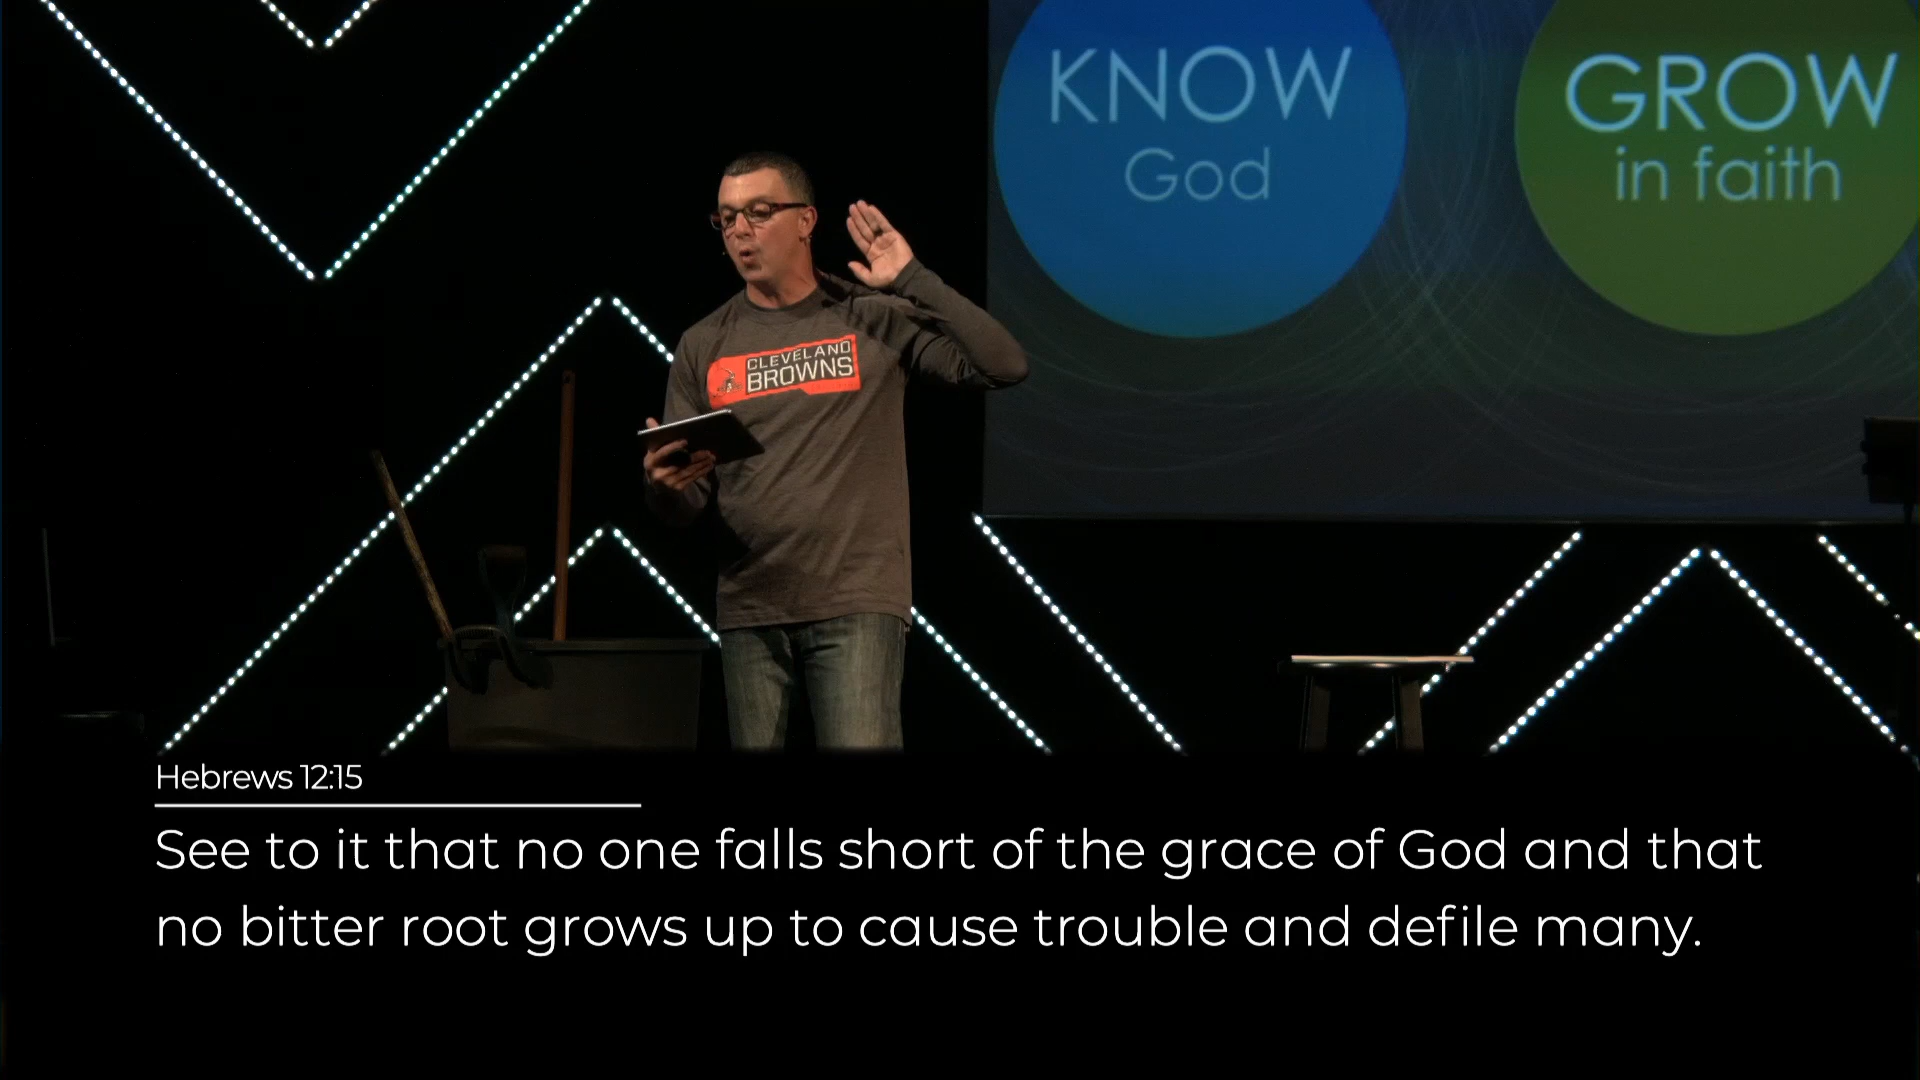 KNOW
God
GROW
in faith
CLEVELAND
BROWNS
Hebrews 12:15
See to it that no one falls short of the grace of God and that
no bitter root grows up to cause trouble and defile many.